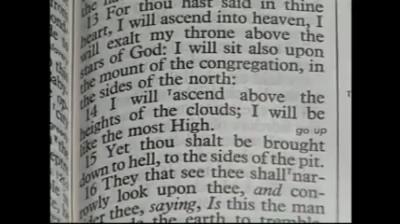 the
13 For thou hast said in thine
heart, I will ascend into heaven, I
will exalt my throne above the
stars of God: I will sit also upon
the mount of the congregation, in
the sides of the north:
14 I will ʳascend above the
heights of the clouds; I will be
like the most High.
go up
15 Yet thou shalt be brought
down to hell, to the sides of the pit.
16 They that see thee shall ˢnar-
rowly look upon thee, and con-
thee, saying, Is this the man
the earth to tremble